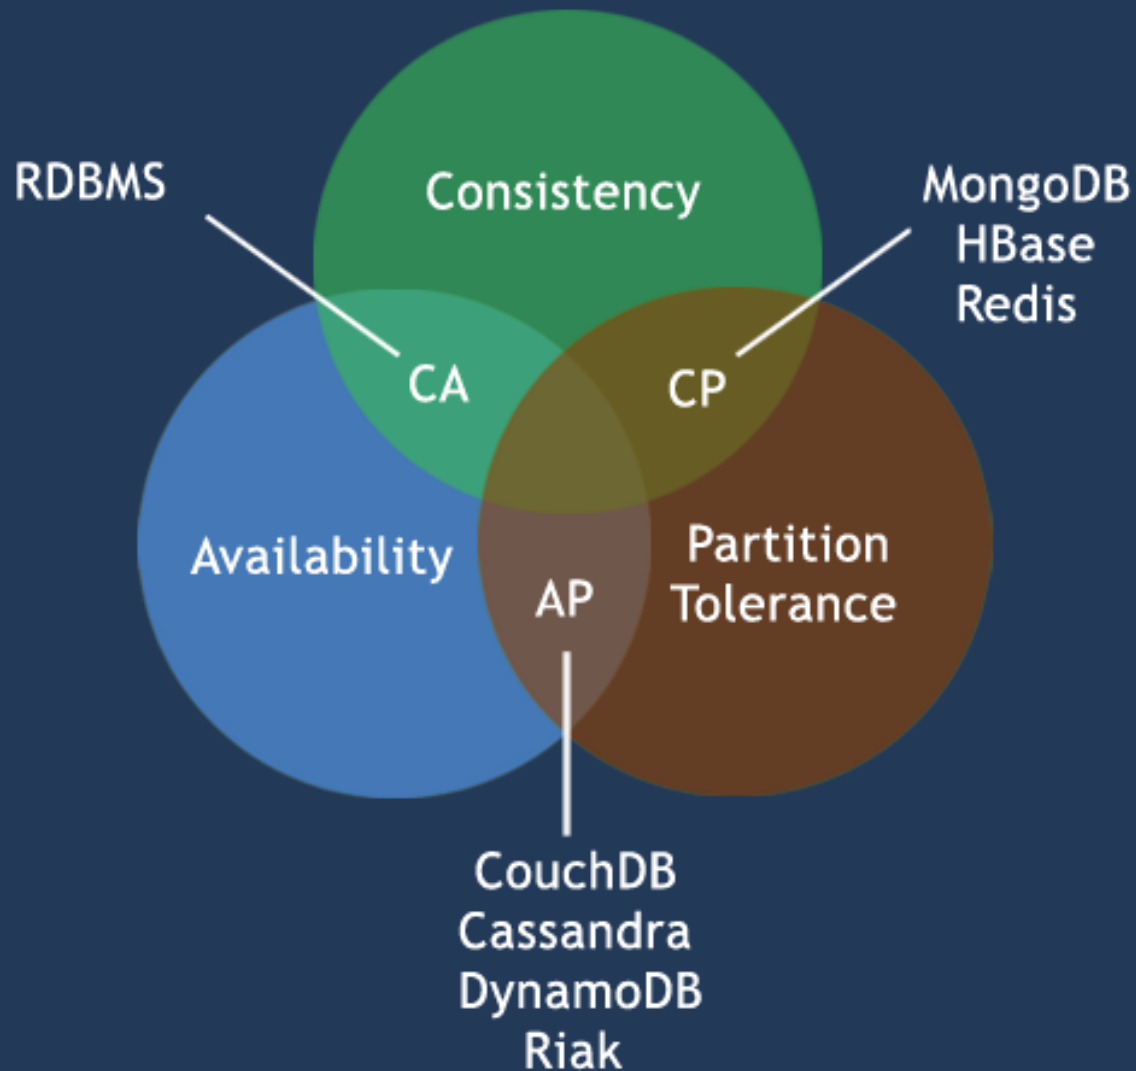 Consistency
RDBMS
MongoDB
HBase
Redis
CA
CP
Availability
Partition
Tolerance
AP
CouchDB
Cassandra
DynamoDB
Riak